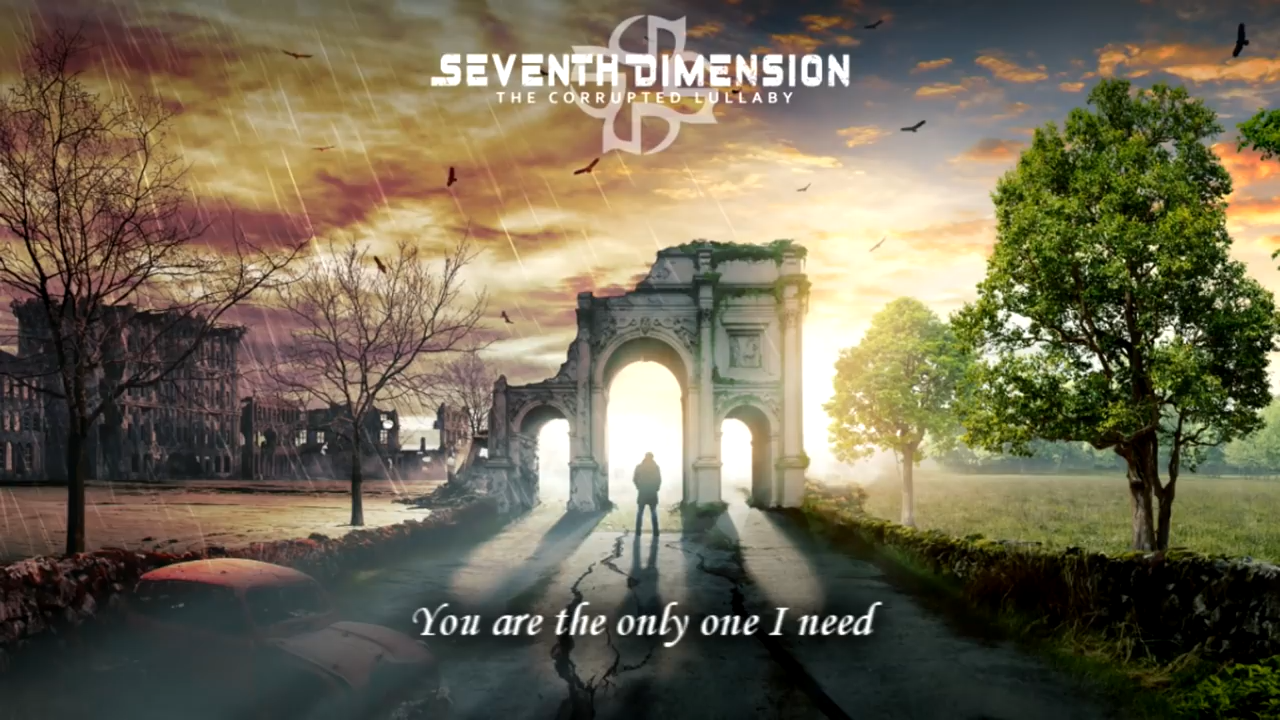 SEVENTH DIMENSION
THE CORRUPTED LULLABY
You are the only one I need